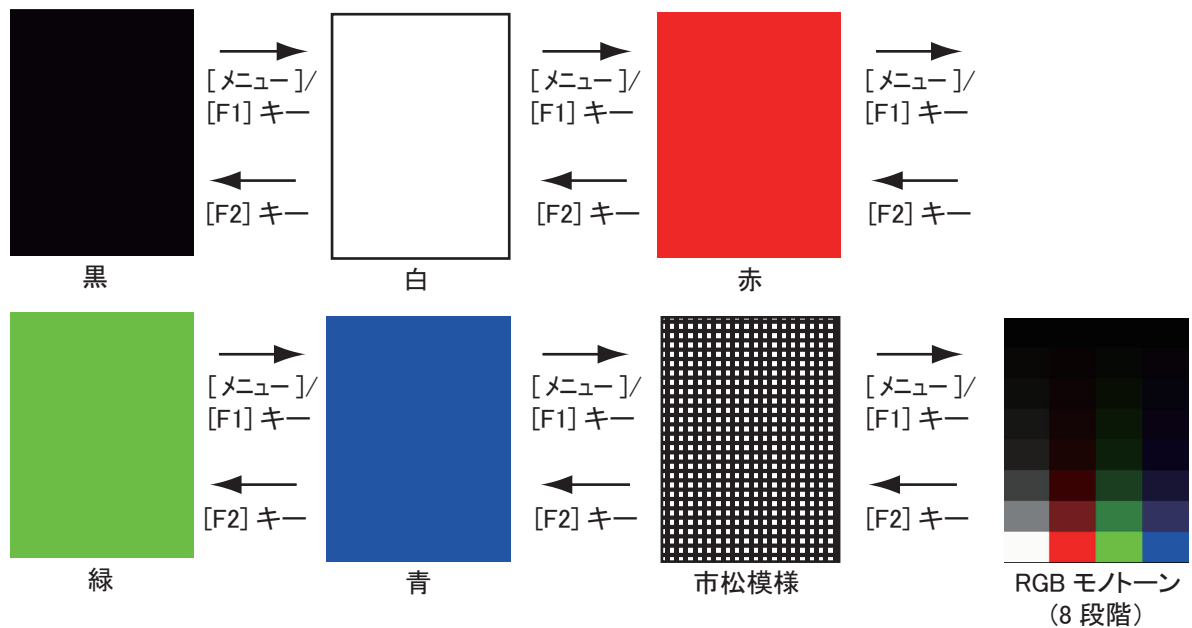 [メニュー]/
[F1] キー
[F2] キー
[メニュー]/
[F1] キー
[F2] キー
[メニュー]/
[F1] キー
[F2] キー
黒
白
赤
[メニュー]/
[F1] キー
[F2] キー
[メニュー]/
[F1] キー
[F2] キー
[メニュー]/
[F1] キー
[F2] キー
緑
青
市松模様
RGB モノトーン
(8 段階)